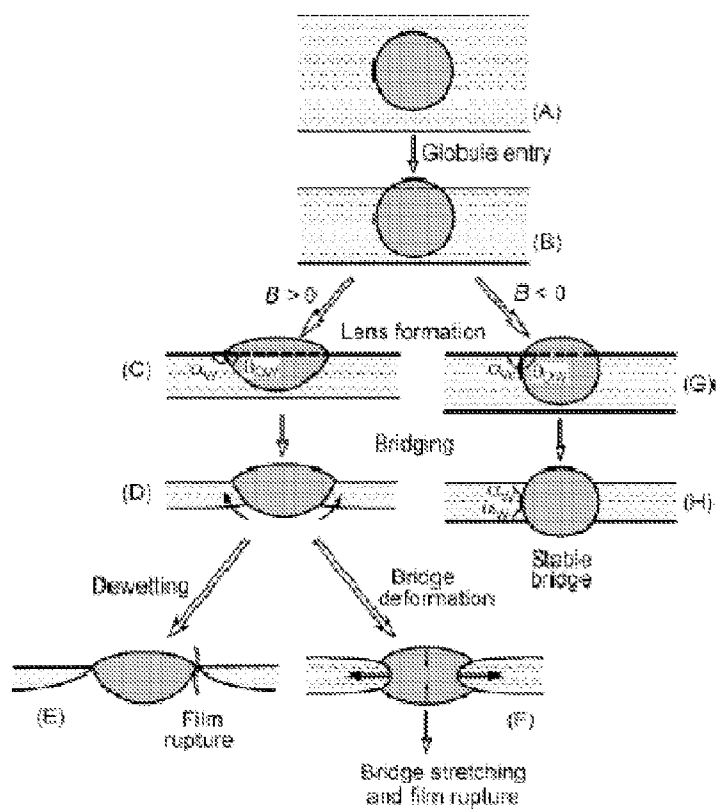 (A)
Globule entry
(B)
B > 0
B < 0
Lens formation
(C)
(G)
Bridging
(D)
(H)
Stable
bridge
Dewetting
Bridge
deformation
(E)
Film
rupture
(F)
Bridge stretching
and film rupture